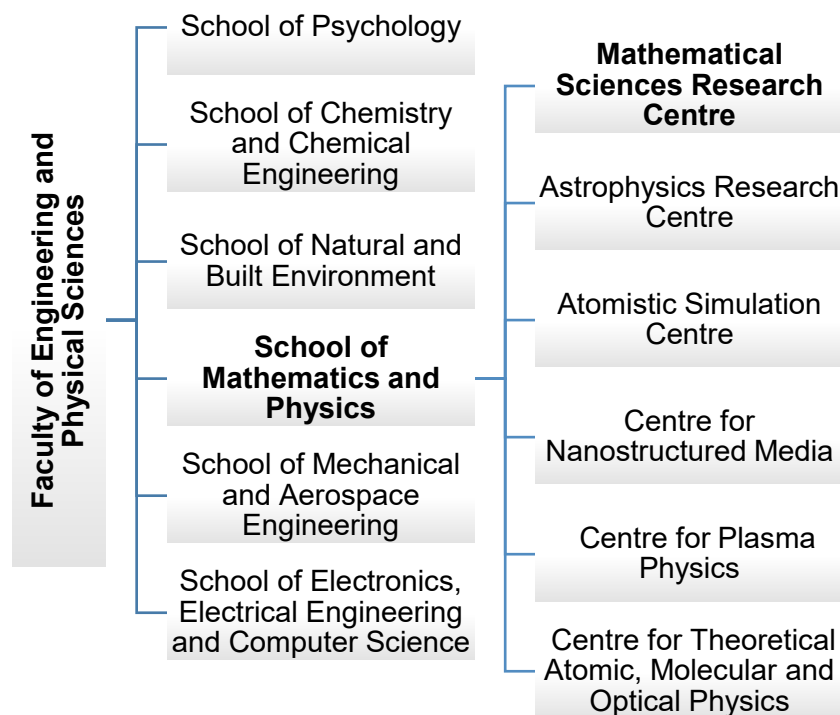 Faculty of Engineering and
Physical Sciences
School of Psychology
School of Chemistry
and Chemical
Engineering
School of Natural and
Built Environment
School of
Mathematics and
Physics
School of Mechanical
and Aerospace
Engineering
School of Electronics,
Electrical Engineering
and Computer Science
Mathematical
Sciences Research
Centre
Astrophysics Research
Centre
Atomistic Simulation
Centre
Centre for
Nanostructured Media
Centre for Plasma
Physics
Centre for Theoretical
Atomic, Molecular and
Optical Physics